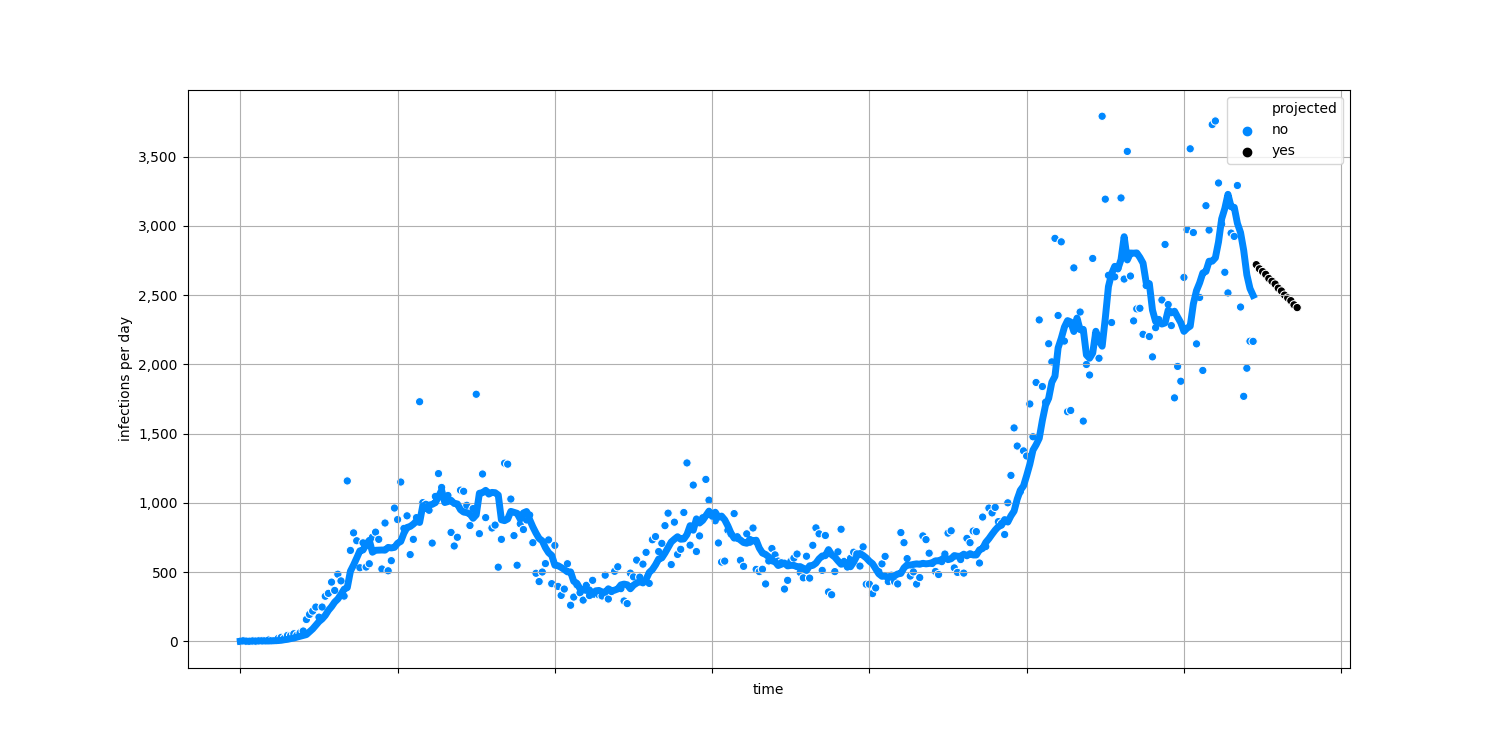 projected
no
yes
3,500
3,000
2,500
2,000
1,500
1,000
500
0
infections per day
time